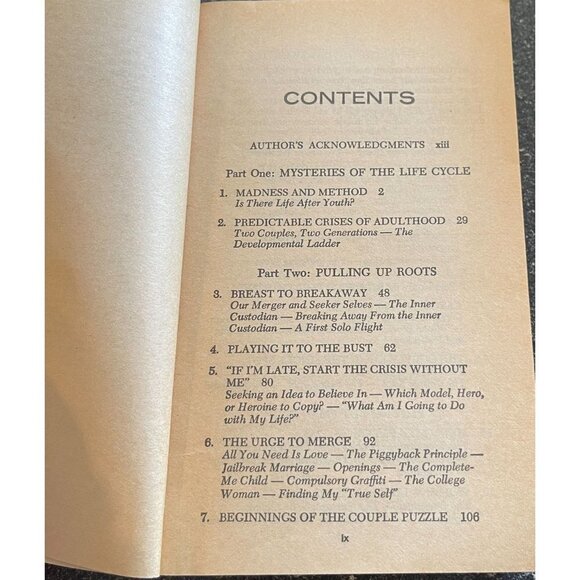 CONTENTS
AUTHOR'S ACKNOWLEDGMENTS xiii
Part One: MYSTERIES OF THE LIFE CYCLE
1. MADNESS AND METHOD 2
Is There Life After Youth?
2. PREDICTABLE CRISES OF ADULTHOOD 29
Two Couples, Two Generations — The
Developmental Ladder
Part Two: PULLING UP ROOTS
3. BREAST TO BREAKAWAY 48
Our Merger and Seeker Selves — The Inner
Custodian — Breaking Away From the Inner
Custodian — A First Solo Flight
4. PLAYING IT TO THE BUST 62
5. "IF I'M LATE, START THE CRISIS WITHOUT
ME" 80
Seeking an Idea to Believe In — Which Model, Hero,
or Heroine to Copy? — "What Am I Going to Do
with My Life?"
6. THE URGE TO MERGE 92
All You Need Is Love — The Piggyback Principle —
Jailbreak Marriage — Openings — The Complete-
Me Child — Compulsory Graffiti — The College
Woman — Finding My "True Self"
7. BEGINNINGS OF THE COUPLE PUZZLE 106
ix